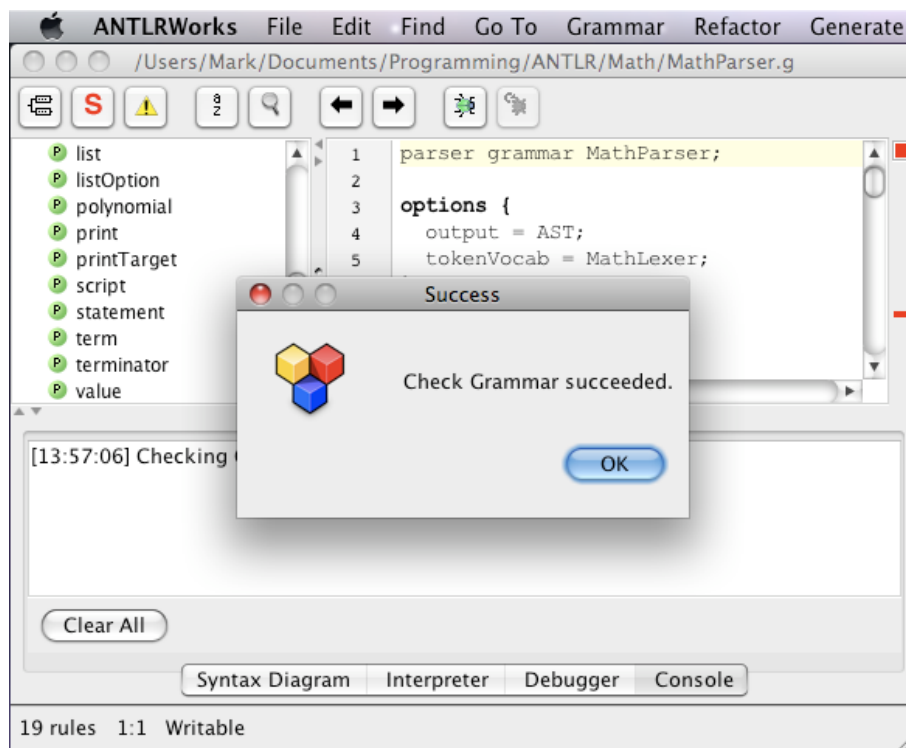 ANTLRWorks File Edit Find Go To Grammar Refactor Generate
/Users/Mark/Documents/Programming/ANTLR/Math/MathParser.g
S
a
z
P list
P listOption
P polynomial
P print
P printTarget
P script
P statement
P term
P terminator
P value
1 parser grammar MathParser;
2
3 options {
4 output = AST;
5 tokenVocab = MathLexer;
Success
Check Grammar succeeded.
OK
[13:57:06] Checking
Clear All
Syntax Diagram Interpreter Debugger Console
19 rules 1:1 Writable